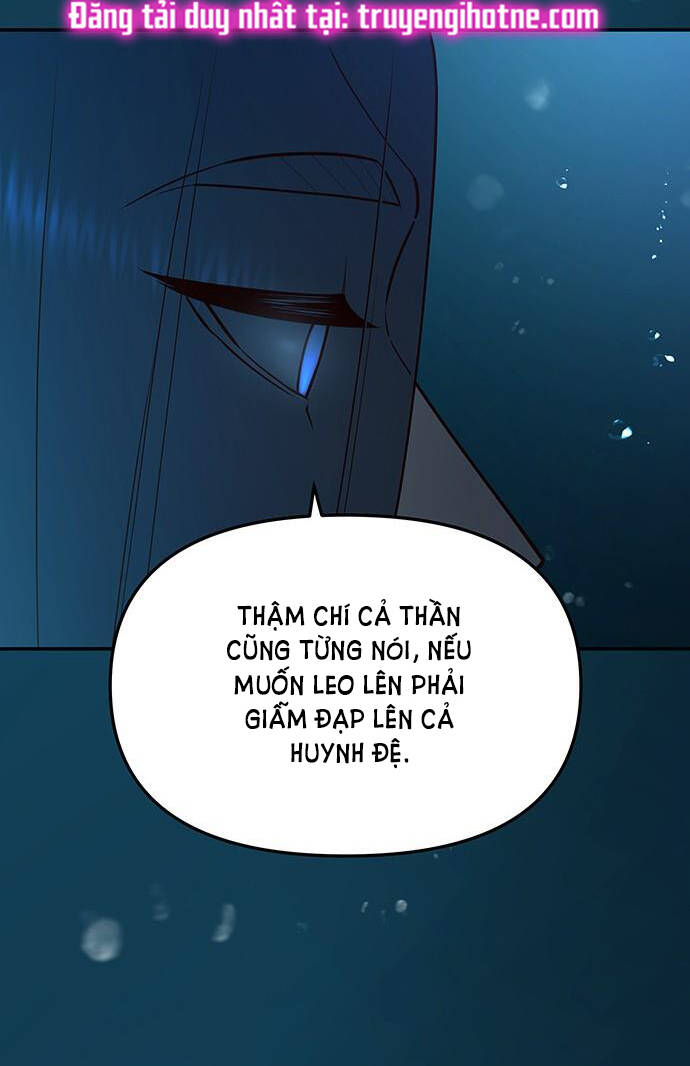 Đăng tải duy nhất tại - truyengihotne.com
THẬM CHÍ CẢ THẦN
CŨNG TỪNG NÓI, NẾU
MUỐN LEO LÊN PHẢI
GIẪM ĐẠP LÊN CẢ
HUYNH ĐỆ.